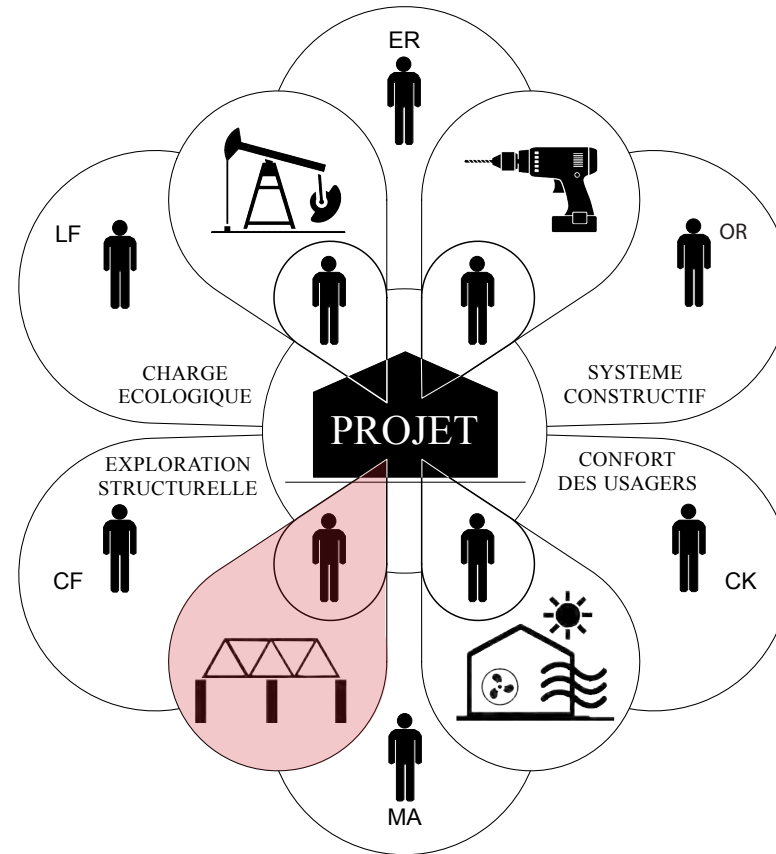 ER
LF
OR
CHARGE
ECOLOGIQUE
SYSTEME
CONSTRUCTIF
PROJET
EXPLORATION
STRUCTURELLE
CONFORT
DES USAGERS
CF
CK
MA